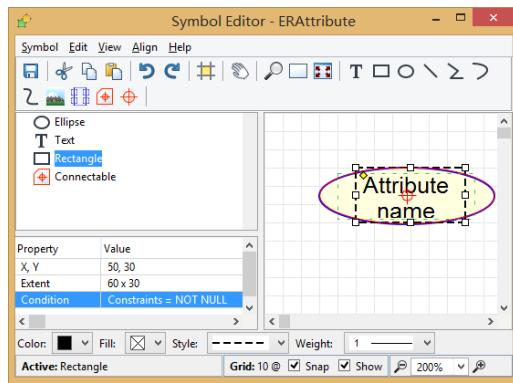 Symbol Editor - ERAttribute
Symbol Edit View Align Help
T
Ellipse
T Text
Rectangle
Connectable
Attribute
name
Property Value
X, Y 50, 30
Extent 60 x 30
Condition Constraints = NOT NULL
Color: Fill: Style: Weight: 1
Active: Rectangle Grid: 10 @ Snap Show 200%